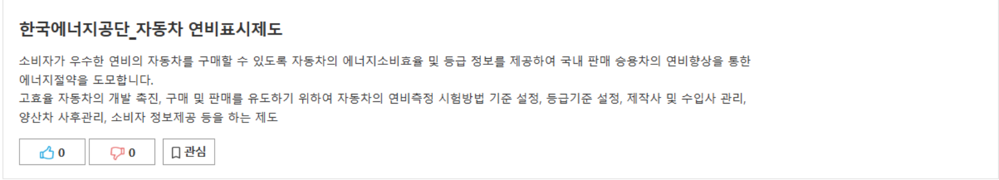 한국에너지공단_자동차 연비표시제도
소비자가 우수한 연비의 자동차를 구매할 수 있도록 자동차의 에너지소비효율 및 등급 정보를 제공하여 국내 판매 승용차의 연비향상을 통한
에너지절약을 도모합니다.
고효율 자동차의 개발 촉진, 구매 및 판매를 유도하기 위하여 자동차의 연비측정 시험방법 기준 설정, 등급기준 설정, 제작사 및 수입사 관리,
양산차 사후관리, 소비자 정보제공 등을 하는 제도
0 0 관심